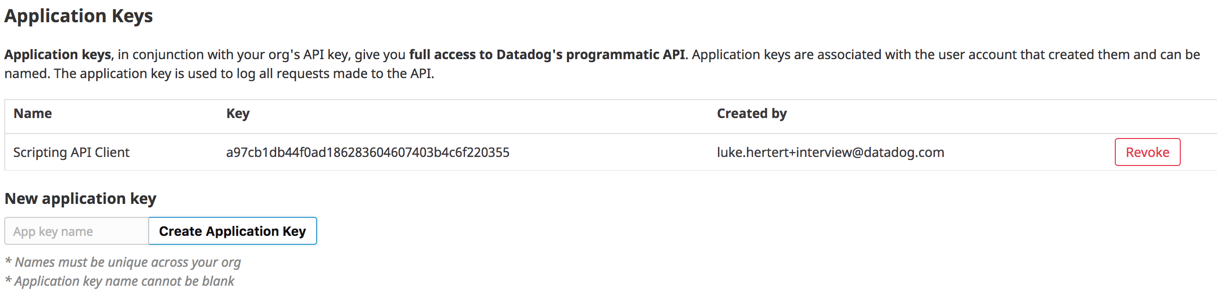 Application Keys
Application keys, in conjunction with your org's API key, give you full access to Datadog's programmatic API. Application keys are associated with the user account that created them and can be
named. The application key is used to log all requests made to the API.
Name Key Created by
Scripting API Client a97cb1db44f0ad186283604607403b4c6f220355 luke.hertert+interview@datadog.com Revoke
New application key
App key name Create Application Key
* Names must be unique across your org
* Application key name cannot be blank